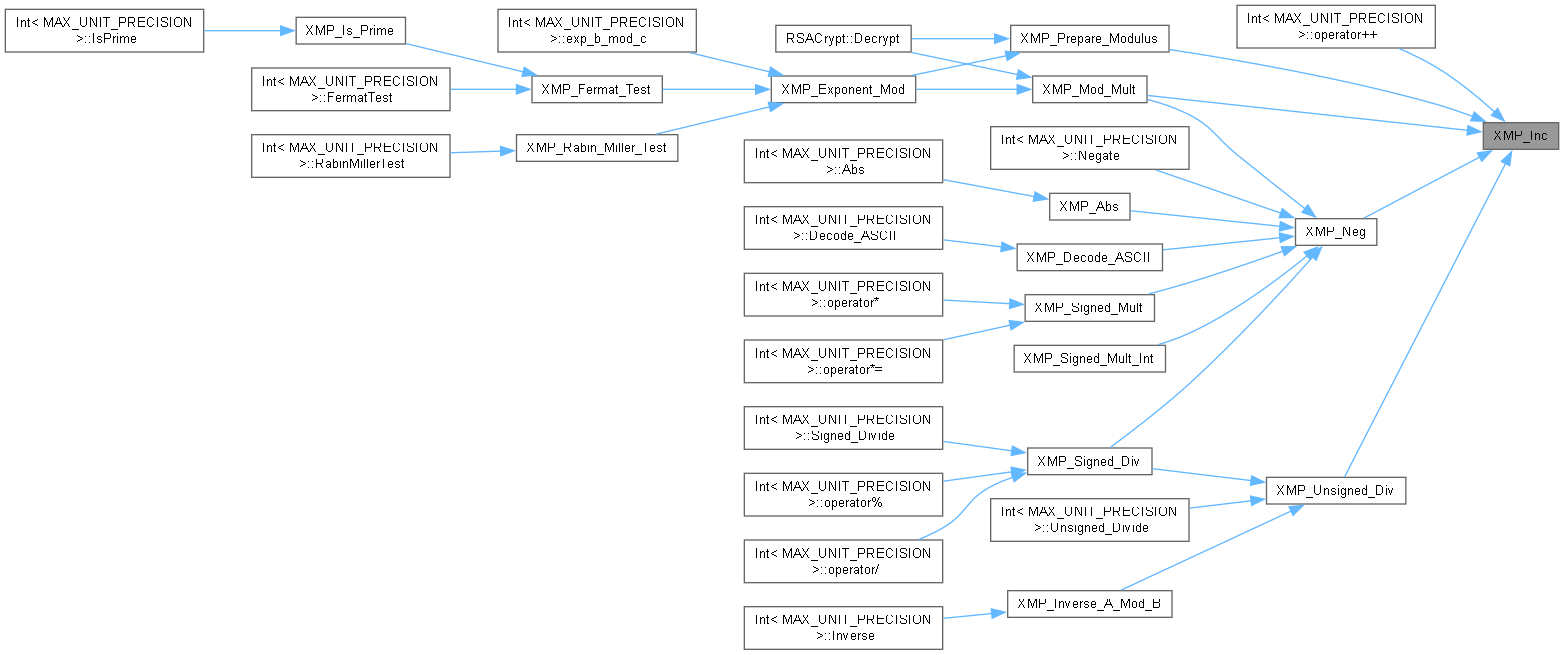 Int< MAX_UNIT_PRECISION
>::IsPrime
XMP_Is_Prime
Int< MAX_UNIT_PRECISION
>::exp_b_mod_c
RSACrypt::Decrypt
XMP_Prepare_Modulus
Int< MAX_UNIT_PRECISION
>::operator++
Int< MAX_UNIT_PRECISION
>::FermatTest
XMP_Fermat_Test
XMP_Exponent_Mod
XMP_Mod_Mult
XMP_Inc
Int< MAX_UNIT_PRECISION
>::RabinMillerTest
XMP_Rabin_Miller_Test
Int< MAX_UNIT_PRECISION
>::Negate
Int< MAX_UNIT_PRECISION
>::Abs
XMP_Abs
Int< MAX_UNIT_PRECISION
>::Decode_ASCII
XMP_Neg
XMP_Decode_ASCII
Int< MAX_UNIT_PRECISION
>::operator*
XMP_Signed_Mult
Int< MAX_UNIT_PRECISION
>::operator*=
XMP_Signed_Mult_Int
Int< MAX_UNIT_PRECISION
>::Signed_Divide
XMP_Signed_Div
Int< MAX_UNIT_PRECISION
>::operator%
XMP_Unsigned_Div
Int< MAX_UNIT_PRECISION
>::Unsigned_Divide
Int< MAX_UNIT_PRECISION
>::operator/
XMP_Inverse_A_Mod_B
Int< MAX_UNIT_PRECISION
>::Inverse